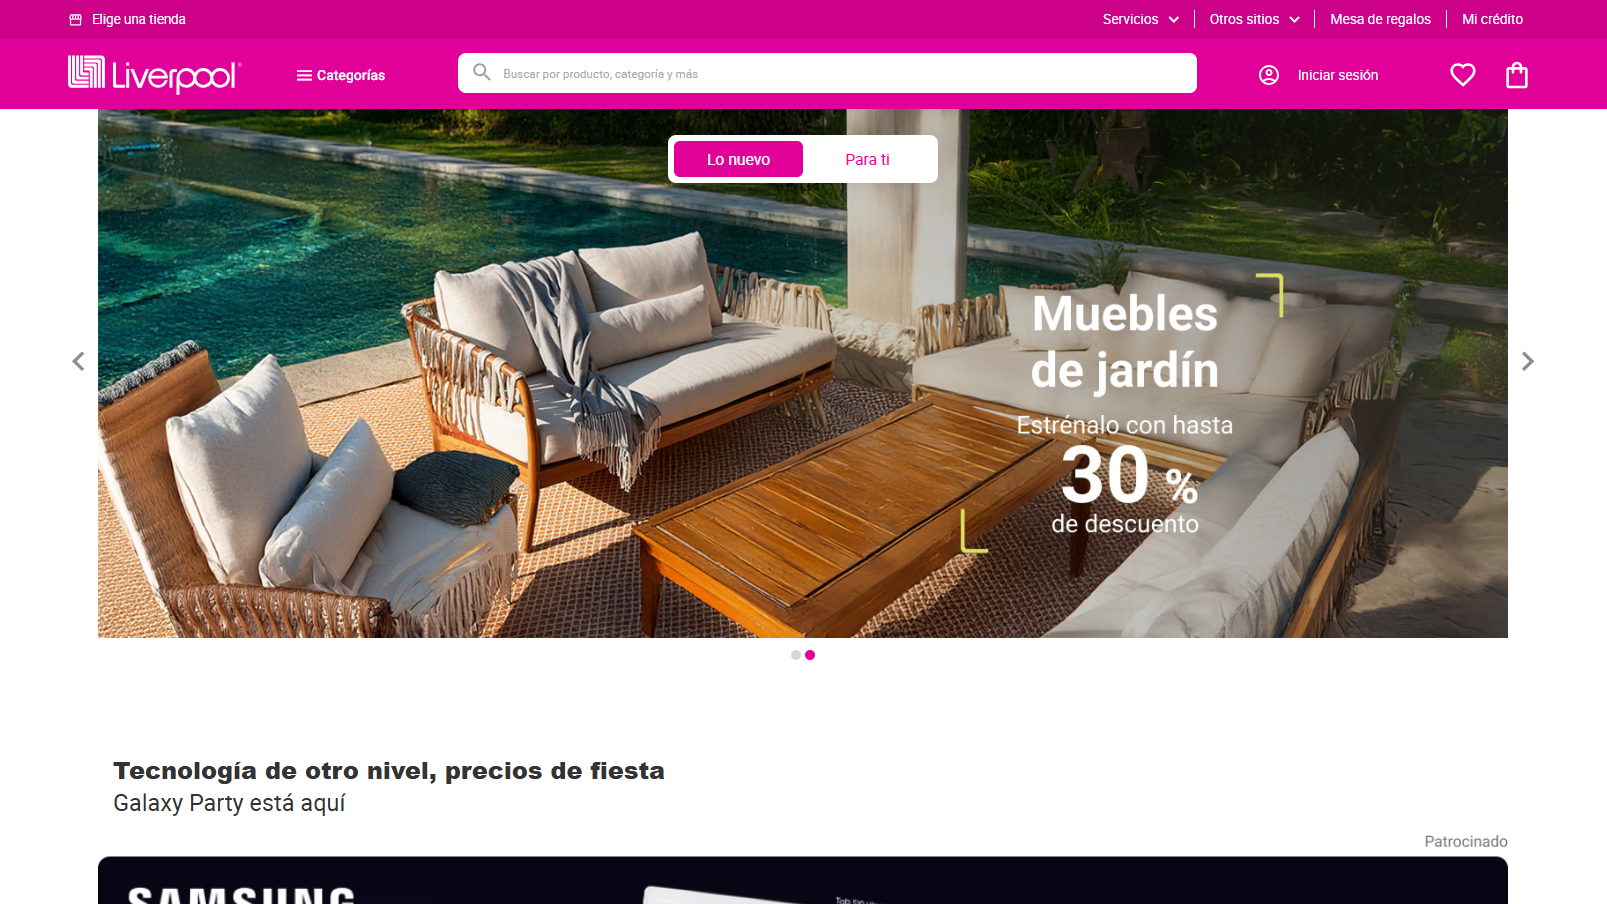 Elige una tienda
Servicios
Otros sitios
Mesa de regalos
Mi crédito
Liverpool
Categorías
Buscar por producto, categoría y más
Iniciar sesión
Lo nuevo
Para ti
Muebles
de jardín
Estrénalo con hasta
30 %
de descuento
Tecnología de otro nivel, precios de fiesta
Galaxy Party está aquí
Patrocinado
SAMSUNG